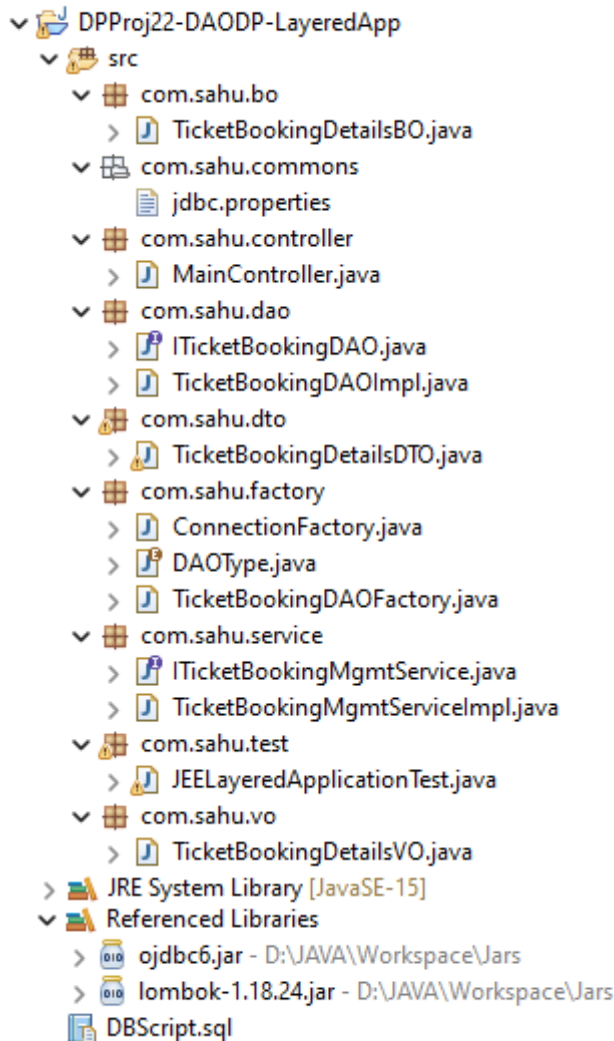 DPProj22-DAODP-LayeredApp
src
com.sahu.bo
TicketBookingDetailsBO.java
com.sahu.commons
jdbc.properties
com.sahu.controller
MainController.java
com.sahu.dao
ITicketBookingDAO.java
TicketBookingDAOImpl.java
com.sahu.dto
TicketBookingDetailsDTO.java
com.sahu.factory
ConnectionFactory.java
DAOType.java
TicketBookingDAOFactory.java
com.sahu.service
ITicketBookingMgmtService.java
TicketBookingMgmtServiceImpl.java
com.sahu.test
JEELayeredApplicationTest.java
com.sahu.vo
TicketBookingDetailsVO.java
JRE System Library [JavaSE-15]
Referenced Libraries
ojdbc6.jar - D:\JAVA\Workspace\Jars
lombok-1.18.24.jar - D:\JAVA\Workspace\Jars
DBScript.sql